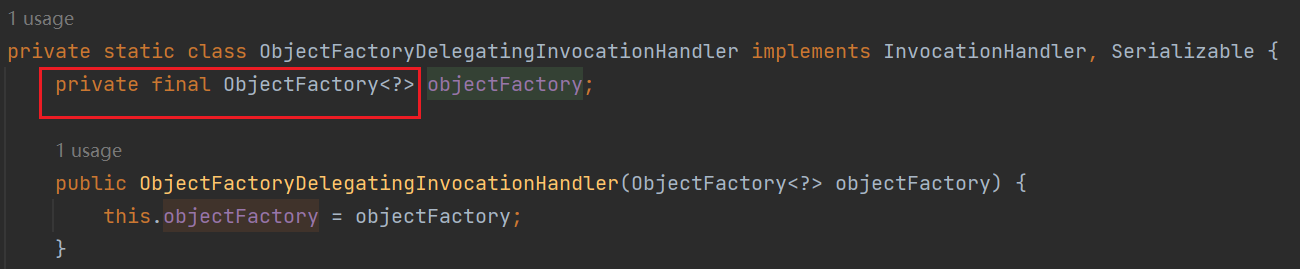 1 usage
private static class ObjectFactoryDelegatingInvocationHandler implements InvocationHandler, Serializable {
private final ObjectFactory<?> objectFactory;
1 usage
public ObjectFactoryDelegatingInvocationHandler(ObjectFactory<?> objectFactory) {
this.objectFactory = objectFactory;
}